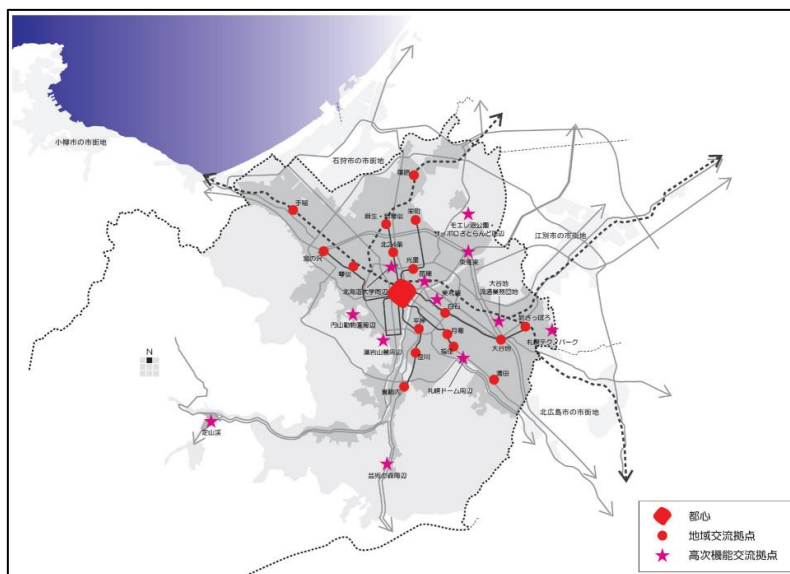 小樽市の市街地
石狩市の市街地
篠路
手稲
栄町
麻生・新琴似
モエレ沼公園・
サッポロさとらんど周辺
江別市の市街地
北24条
宮の沢
光星
琴似
苗穂
東雁来
大谷地
流通業務団地
北海道大学周辺
白石
新さっぽろ
円山動物園周辺
平岸
月寒
大谷地
札幌テクノパーク
藻岩山麓周辺
澄川
福住
清田
札幌ドーム周辺
真駒内
北広島市の市街地
N
定山渓
芸術の森周辺
都心
地域交流拠点
高次機能交流拠点